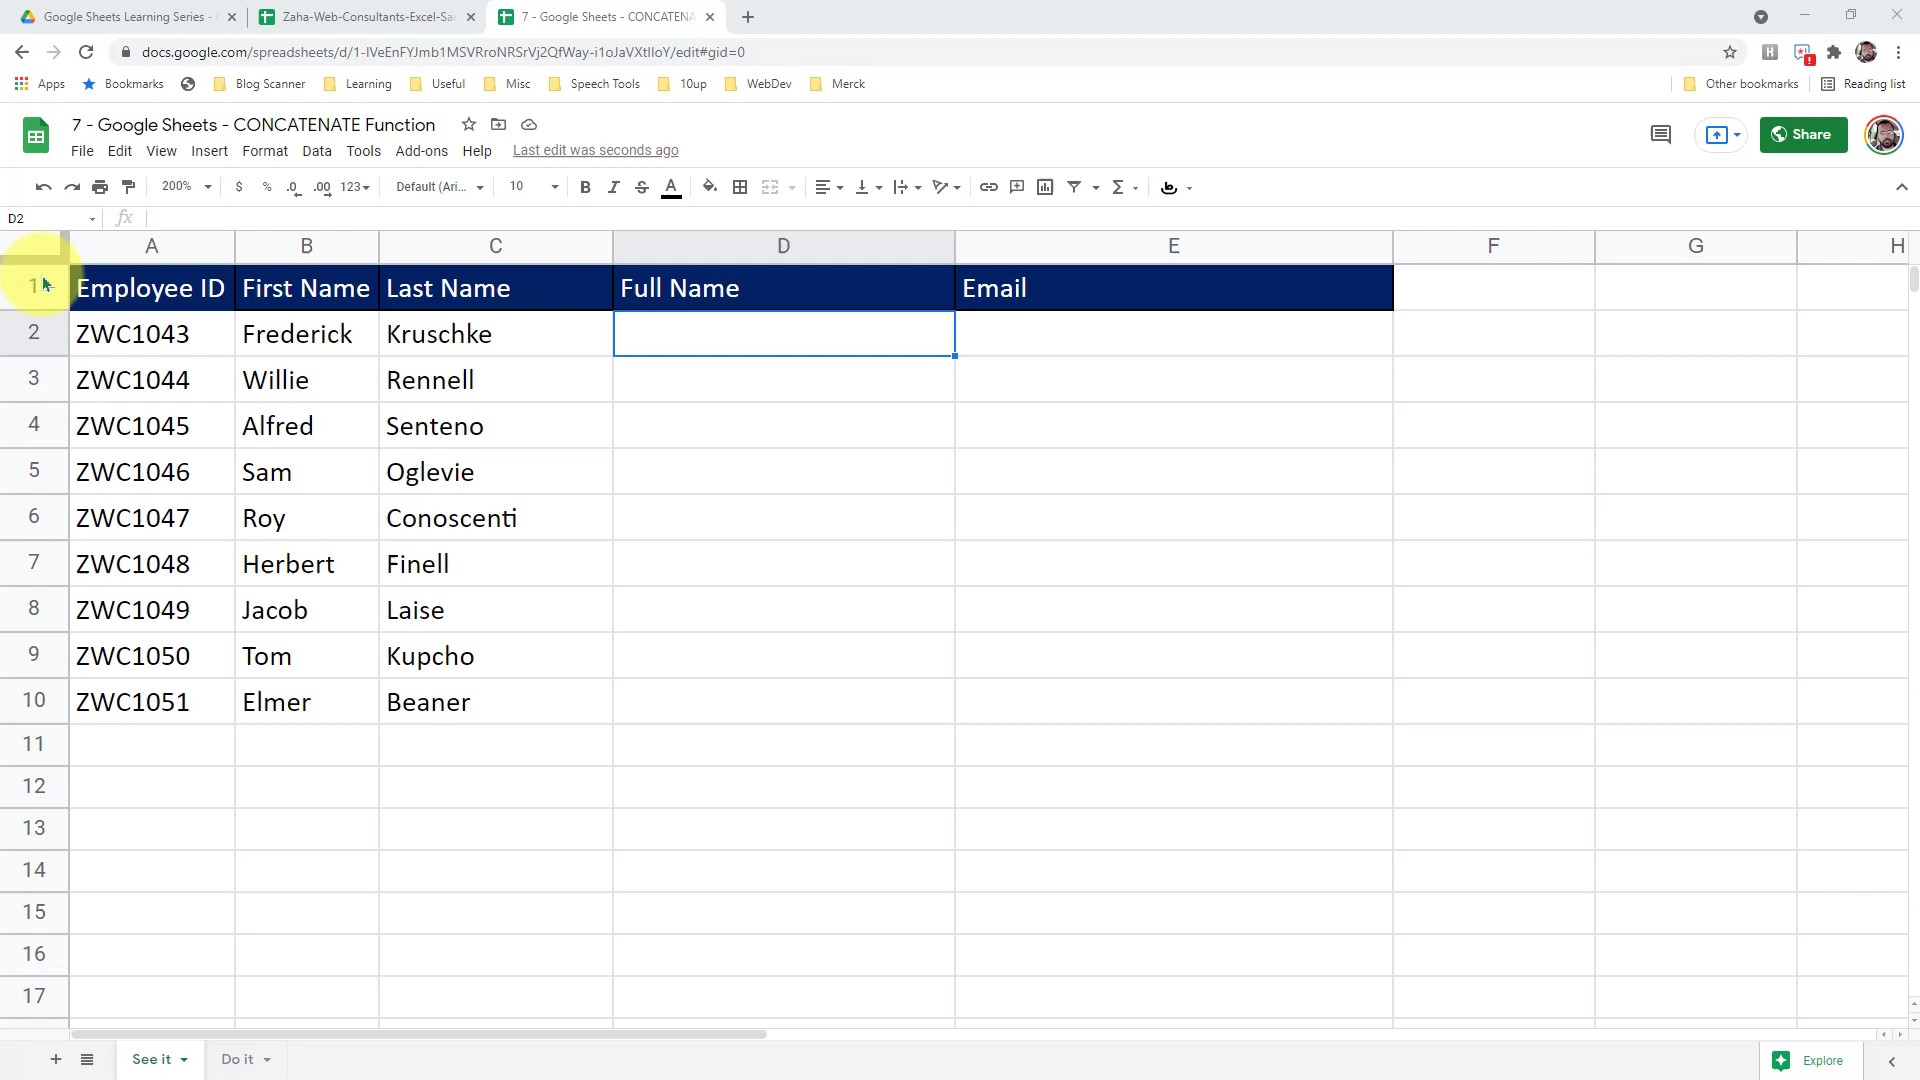 Google Sheets Learning Series -
Zaha-Web-Consultants-Excel-San
7 - Google Sheets - CONCATENA
docs.google.com/spreadsheets/d/1-IVeEnFYJmb1MSVRroNRSrVj2QfWay-i1oJaVXtlIoY/edit#gid=0
Apps Bookmarks Blog Scanner Learning Useful Misc Speech Tools 10up WebDev Merck Other bookmarks Reading list
7 - Google Sheets - CONCATENATE Function
Share
File Edit View Insert Format Data Tools Add-ons Help Last edit was seconds ago
200% $ % .0 .00 123 Default (Ari... 10 B I S A
D2 fx
A B C D E F G H
1 Employee ID First Name Last Name Full Name Email
2 ZWC1043 Frederick Kruschke
3 ZWC1044 Willie Rennell
4 ZWC1045 Alfred Senteno
5 ZWC1046 Sam Oglevie
6 ZWC1047 Roy Conoscenti
7 ZWC1048 Herbert Finell
8 ZWC1049 Jacob Laise
9 ZWC1050 Tom Kupcho
10 ZWC1051 Elmer Beaner
11
12
13
14
15
16
17
See it Do it Explore